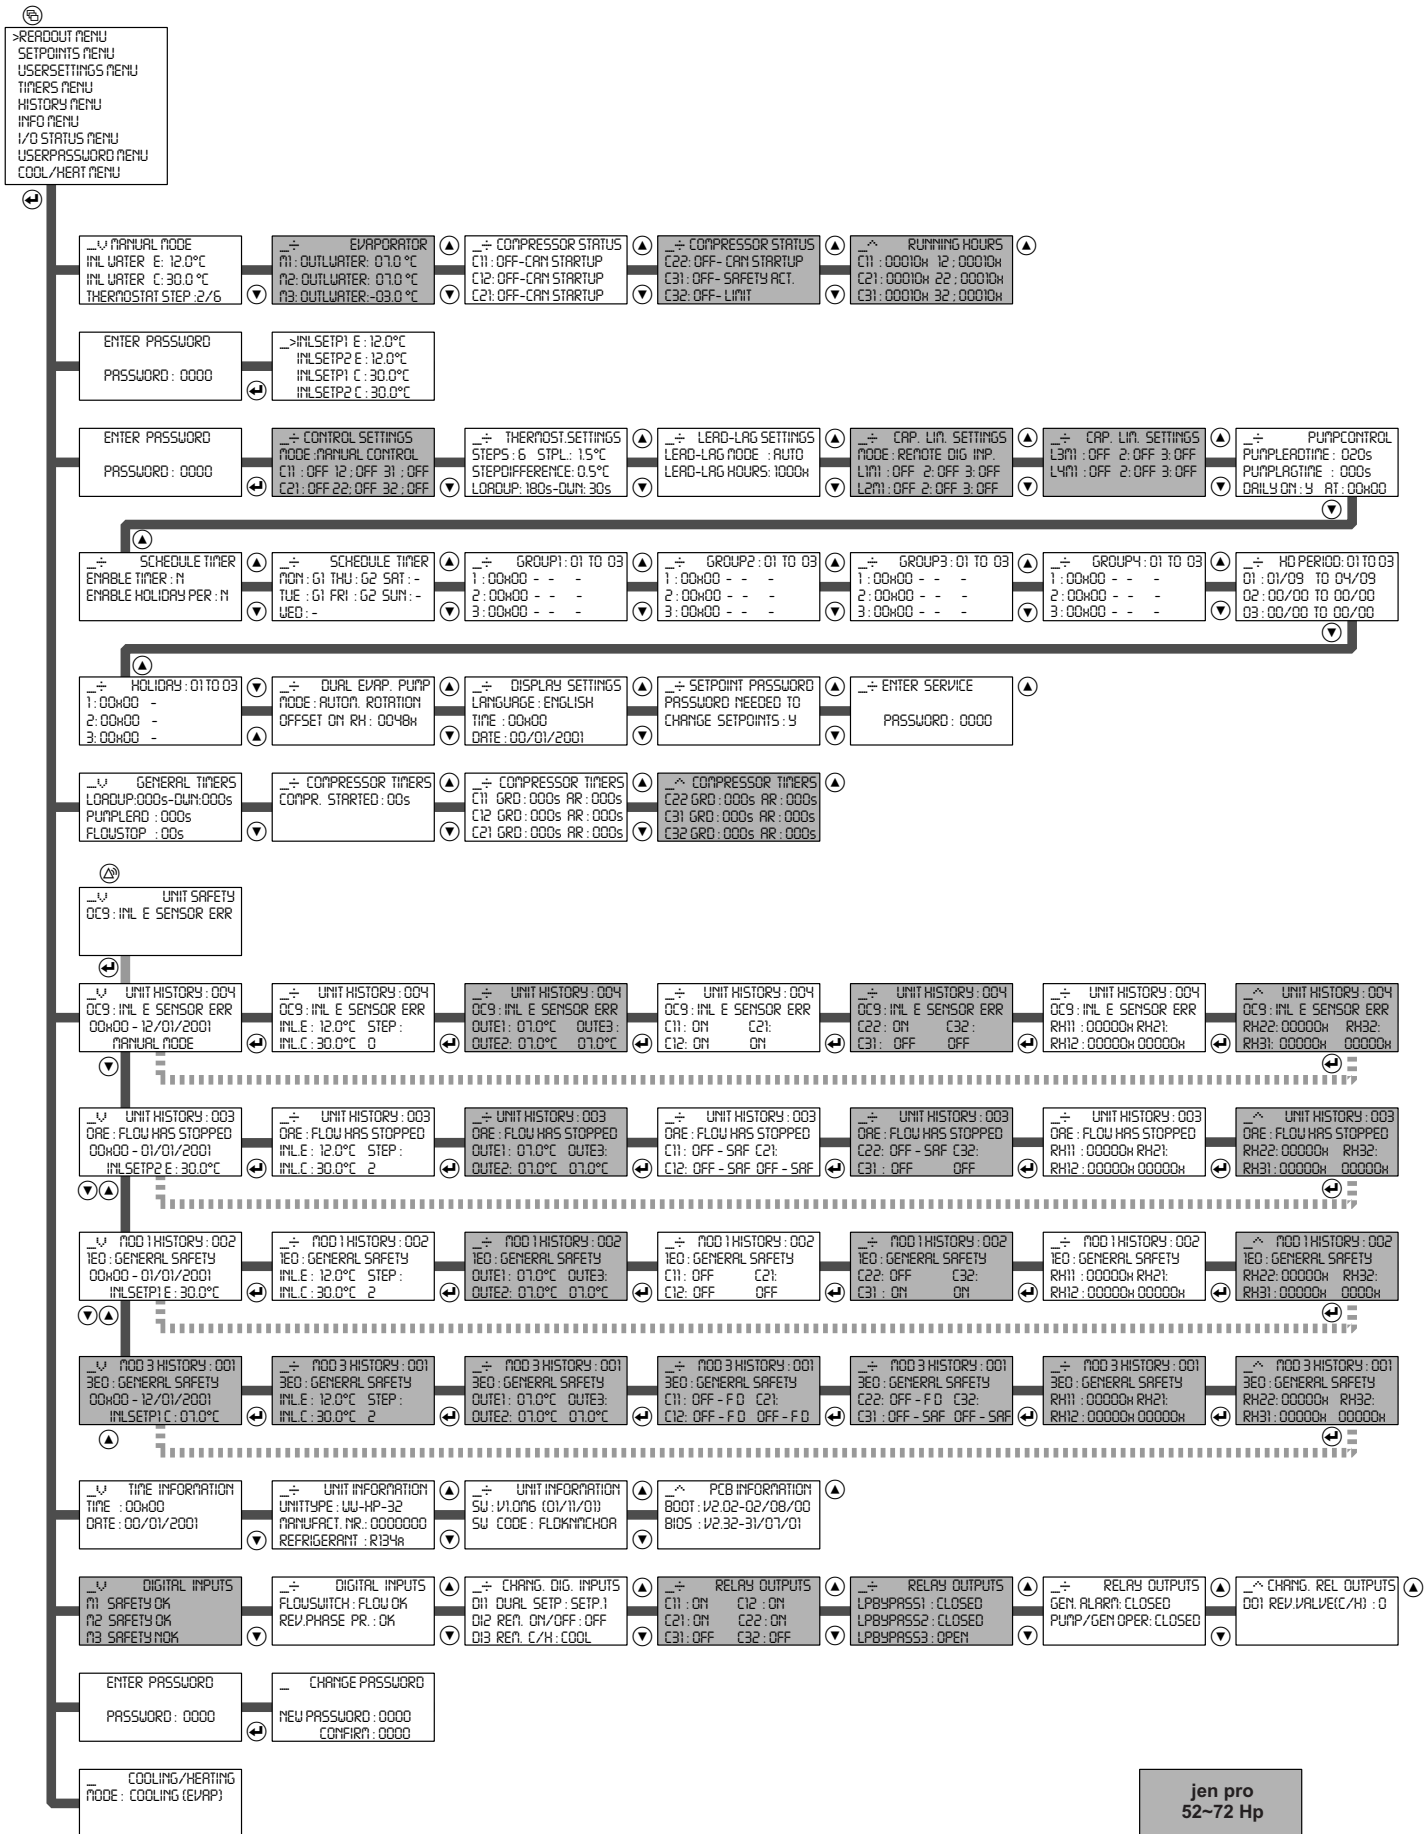 >READOUT MENU
SETPOINTS MENU
USERSETTINGS MENU
TIMERS MENU
HISTORY MENU
INFO MENU
I/O STATUS MENU
USERPASSWORD MENU
COOL/HEAT MENU
_v MANUAL MODE
INL WATER E: 12.0°C
INL WATER C: 30.0°C
THERMOSTAT STEP :2/6
_÷ EVAPORATOR
M1: OUTLWATER: 07.0 °C
M2: OUTLWATER: 07.0 °C
M3: OUTLWATER:-03.0 °C
_÷ COMPRESSOR STATUS
C11: OFF-CAN STARTUP
C12: OFF-CAN STARTUP
C21: OFF-CAN STARTUP
_÷ COMPRESSOR STATUS
C22: OFF- CAN STARTUP
C31: OFF- SAFETY ACT.
C32: OFF- LIMIT
_^ RUNNING HOURS
C11 : 00010h 12 : 00010h
C21 : 00010h 22 : 00010h
C31 : 00010h 32 : 00010h
ENTER PASSWORD
PASSWORD : 0000
_>INLSETP1 E : 12.0°C
INLSETP2 E : 12.0°C
INLSETP1 C : 30.0°C
INLSETP2 C : 30.0°C
ENTER PASSWORD
PASSWORD : 0000
_÷ CONTROL SETTINGS
MODE :MANUAL CONTROL
C11 : OFF 12 : OFF 31 : OFF
C21 : OFF 22: OFF 32 : OFF
_÷ THERMOST.SETTINGS
STEPS : 6 STPL.: 1.5°C
STEPDIFFERENCE: 0.5°C
LOADUP: 180s-DWN: 30s
_÷ LEAD-LAG SETTINGS
LEAD-LAG MODE : AUTO
LEAD-LAG HOURS: 1000h
_÷ CAP. LIM. SETTINGS
MODE : REMOTE DIG INP.
L1M1 : OFF 2: OFF 3: OFF
L2M1 : OFF 2: OFF 3: OFF
_÷ CAP. LIM. SETTINGS
L3M1 : OFF 2: OFF 3: OFF
L4M1 : OFF 2: OFF 3: OFF
_÷ PUMPCONTROL
PUMPLEADTIME : 020s
PUMPLAGTIME : 000s
DAILY ON : Y AT : 00h00
_÷ SCHEDULE TIMER
ENABLE TIMER : N
ENABLE HOLIDAY PER : N
_÷ SCHEDULE TIMER
MON : G1 THU : G2 SAT : -
TUE : G1 FRI : G2 SUN : -
WED : -
_÷ GROUP1 : 01 TO 03
1 : 00h00 - - -
2 : 00h00 - - -
3 : 00h00 - - -
_÷ GROUP2 : 01 TO 03
1 : 00h00 - - -
2 : 00h00 - - -
3 : 00h00 - - -
_÷ GROUP3 : 01 TO 03
1 : 00h00 - - -
2 : 00h00 - - -
3 : 00h00 - - -
_÷ GROUP4 : 01 TO 03
1 : 00h00 - - -
2 : 00h00 - - -
3 : 00h00 - - -
_÷ HD PERIOD: 01 TO 03
01 : 01/09 TO 04/09
02 : 00/00 TO 00/00
03 : 00/00 TO 00/00
_÷ HOLIDAY : 01 TO 03
1 : 00h00 -
2: 00h00 -
3: 00h00 -
_÷ DUAL EVAP. PUMP
MODE : AUTOM. ROTATION
OFFSET ON RH : 0048h
_÷ DISPLAY SETTINGS
LANGUAGE : ENGLISH
TIME : 00h00
DATE : 00/01/2001
_÷ SETPOINT PASSWORD
PASSWORD NEEDED TO
CHANGE SETPOINTS : Y
_÷ ENTER SERVICE
PASSWORD : 0000
_v GENERAL TIMERS
LOADUP:000s-DWN:000s
PUMPLEAD : 000s
FLOWSTOP : 00s
_÷ COMPRESSOR TIMERS
COMPR. STARTED : 00s
_÷ COMPRESSOR TIMERS
C11 GRD : 000s AR : 000s
C12 GRD : 000s AR : 000s
C21 GRD : 000s AR : 000s
_^ COMPRESSOR TIMERS
C22 GRD : 000s AR : 000s
C31 GRD : 000s AR : 000s
C32 GRD : 000s AR : 000s
_v UNIT SAFETY
0C9 : INL E SENSOR ERR
_v UNIT HISTORY : 004
0C9 : INL E SENSOR ERR
00h00 - 12/01/2001
MANUAL MODE
_÷ UNIT HISTORY : 004
0C9 : INL E SENSOR ERR
INL.E : 12.0°C STEP :
INL.C : 30.0°C 0
_÷ UNIT HISTORY : 004
0C9 : INL E SENSOR ERR
OUTE1 : 07.0°C OUTE3 :
OUTE2: 07.0°C 07.0°C
_÷ UNIT HISTORY : 004
0C9 : INL E SENSOR ERR
C11 : ON C21:
C12: ON ON
_÷ UNIT HISTORY : 004
0C9 : INL E SENSOR ERR
C22 : ON C32 :
C31 : OFF OFF
_÷ UNIT HISTORY : 004
0C9 : INL E SENSOR ERR
RH11 : 00000h RH21:
RH12 : 00000h 00000h
_^ UNIT HISTORY : 004
0C9 : INL E SENSOR ERR
RH22: 00000h RH32:
RH31: 00000h 00000h
_v UNIT HISTORY : 003
0AE : FLOW HAS STOPPED
00h00 - 01/01/2001
INLSETP2 E : 30.0°C
_÷ UNIT HISTORY : 003
0AE : FLOW HAS STOPPED
INL.E : 12.0°C STEP :
INL.C : 30.0°C 2
_÷ UNIT HISTORY : 003
0AE : FLOW HAS STOPPED
OUTE1 : 07.0°C OUTE3:
OUTE2: 07.0°C 07.0°C
_÷ UNIT HISTORY : 003
0AE : FLOW HAS STOPPED
C11 : OFF - SAF C21:
C12: OFF - SAF OFF - SAF
_÷ UNIT HISTORY : 003
0AE : FLOW HAS STOPPED
C22: OFF - SAF C32:
C31 : OFF OFF
_÷ UNIT HISTORY : 003
0AE : FLOW HAS STOPPED
RH11 : 00000h RH21:
RH12 : 00000h 00000h
_^ UNIT HISTORY : 003
0AE : FLOW HAS STOPPED
RH22: 00000h RH32:
RH31 : 00000h 00000h
_v MOD 1 HISTORY : 002
1E0 : GENERAL SAFETY
00h00 - 01/01/2001
INLSETP1 E : 30.0°C
_÷ MOD 1 HISTORY : 002
1E0 : GENERAL SAFETY
INL.E : 12.0°C STEP :
INL.C : 30.0°C 2
_÷ MOD 1 HISTORY : 002
1E0 : GENERAL SAFETY
OUTE1 : 07.0°C OUTE3:
OUTE2: 07.0°C 07.0°C
_÷ MOD 1 HISTORY : 002
1E0 : GENERAL SAFETY
C11 : OFF C21:
C12: OFF OFF
_÷ MOD 1 HISTORY : 002
1E0 : GENERAL SAFETY
C22: OFF C32:
C31 : ON ON
_÷ MOD 1 HISTORY : 002
1E0 : GENERAL SAFETY
RH11 : 00000h RH21:
RH12 : 00000h 00000h
_^ MOD 1 HISTORY : 002
1E0 : GENERAL SAFETY
RH22: 00000h RH32:
RH31 : 00000h 0000h
_v MOD 3 HISTORY : 001
3E0 : GENERAL SAFETY
00h00 - 12/01/2001
INLSETP1 C : 07.0°C
_÷ MOD 3 HISTORY : 001
3E0 : GENERAL SAFETY
INL.E : 12.0°C STEP :
INL.C : 30.0°C 2
_÷ MOD 3 HISTORY : 001
3E0 : GENERAL SAFETY
OUTE1 : 07.0°C OUTE3:
OUTE2: 07.0°C 07.0°C
_÷ MOD 3 HISTORY : 001
3E0 : GENERAL SAFETY
C11 : OFF - F D C21:
C12: OFF - F D OFF - F D
_÷ MOD 3 HISTORY : 001
3E0 : GENERAL SAFETY
C22: OFF - F D C32:
C31 : OFF - SAF OFF - SAF
_÷ MOD 3 HISTORY : 001
3E0 : GENERAL SAFETY
RH11 : 00000h RH21:
RH12 : 00000h 00000h
_^ MOD 3 HISTORY : 001
3E0 : GENERAL SAFETY
RH22: 00000h RH32:
RH31 : 00000h 00000h
_v TIME INFORMATION
TIME : 00h00
DATE : 00/01/2001
_÷ UNIT INFORMATION
UNITTYPE : WW-HP-32
MANUFACT. NR.: 0000000
REFRIGERANT : R134a
_÷ UNIT INFORMATION
SW : V1.0M6 (01/11/01)
SW CODE : FLDKNMCH0A
_^ PCB INFORMATION
BOOT : V2.02-02/08/00
BIOS : V2.32-31/07/01
_v DIGITAL INPUTS
M1 SAFETY OK
M2 SAFETY OK
M3 SAFETY NOK
_÷ DIGITAL INPUTS
FLOWSWITCH : FLOW OK
REV.PHASE PR. : OK
_÷ CHANG. DIG. INPUTS
DI1 DUAL SETP : SETP.1
DI2 REM. ON/OFF : OFF
DI3 REM. C/H : COOL
_÷ RELAY OUTPUTS
C11 : ON C12 : ON
C21 : ON C22 : ON
C31 : OFF C32 : OFF
_÷ RELAY OUTPUTS
LPBYPASS1 : CLOSED
LPBYPASS2 : CLOSED
LPBYPASS3 : OPEN
_÷ RELAY OUTPUTS
GEN. ALARM: CLOSED
PUMP/GEN OPER: CLOSED
_^ CHANG. REL OUTPUTS
DO1 REV.VALVE(C/H) : 0
ENTER PASSWORD
PASSWORD : 0000
_ CHANGE PASSWORD
NEW PASSWORD : 0000
CONFIRM : 0000
_ COOLING/HEATING
MODE : COOLING (EVAP)
jen pro
52~72 Hp